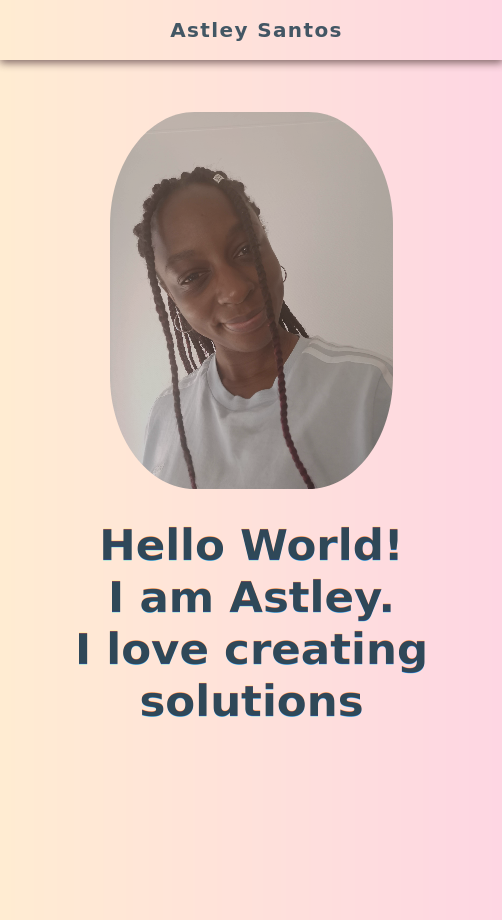 Astley Santos
Hello World!
I am Astley.
I love creating
solutions